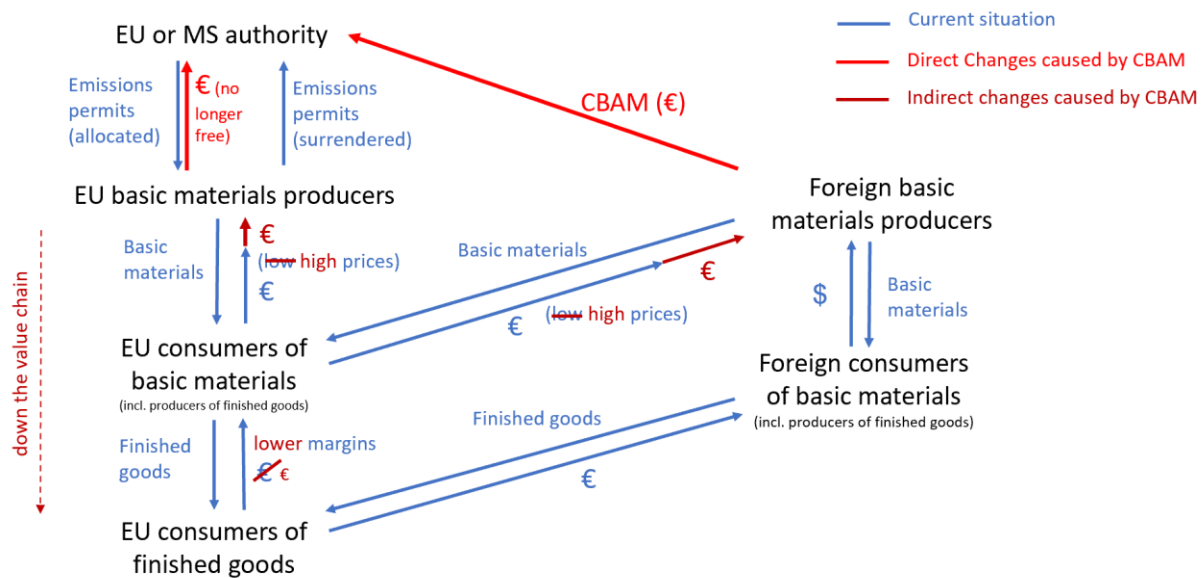 EU or MS authority
Current situation
Direct Changes caused by CBAM
Indirect changes caused by CBAM
Emissions
permits
(allocated)
€ (no
longer
free)
Emissions
permits
(surrendered)
CBAM (€)
EU basic materials producers
Foreign basic
materials producers
down the value chain
Basic
materials
€
(low high prices)
€
Basic materials
€
€
(low high prices)
$
Basic
materials
EU consumers of
basic materials
(incl. producers of finished goods)
Foreign consumers
of basic materials
(incl. producers of finished goods)
Finished
goods
lower margins
€ €
Finished goods
€
EU consumers of
finished goods